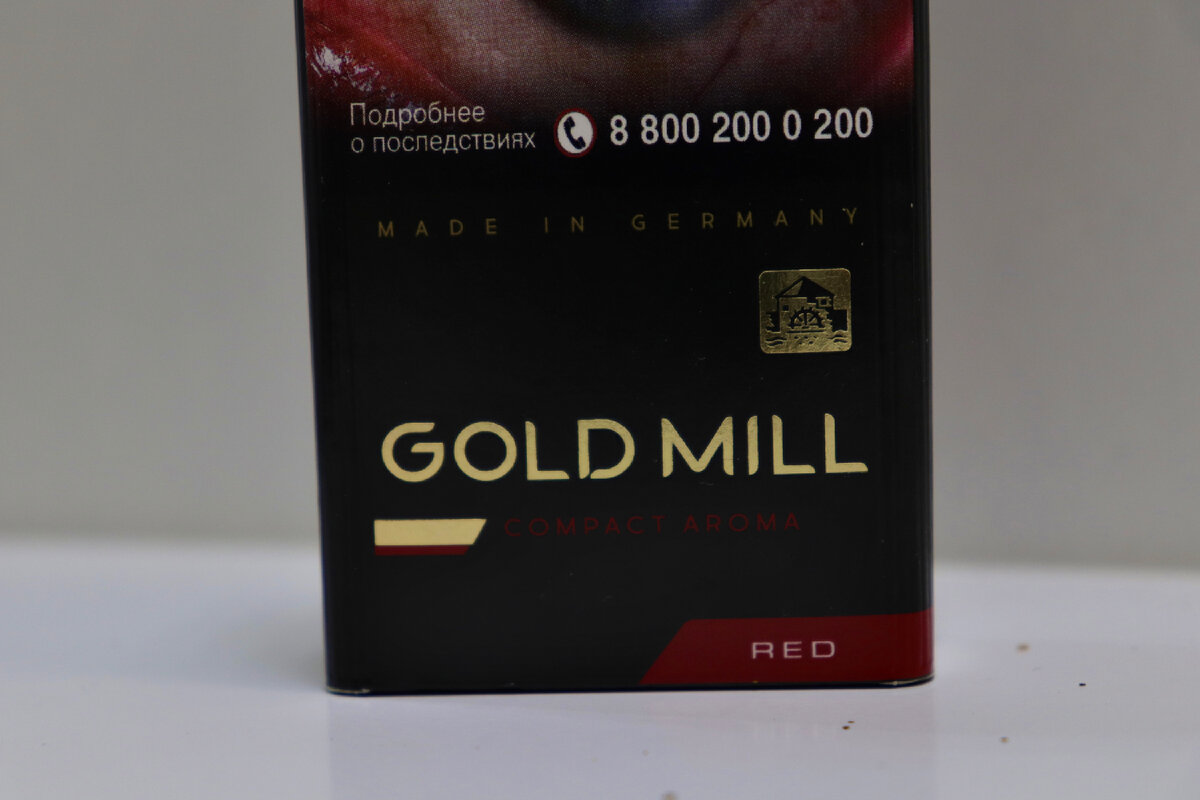 Подробнее
о последствиях
8 800 200 0 200
MADE IN GERMANY
GOLD MILL
COMPACT AROMA
RED